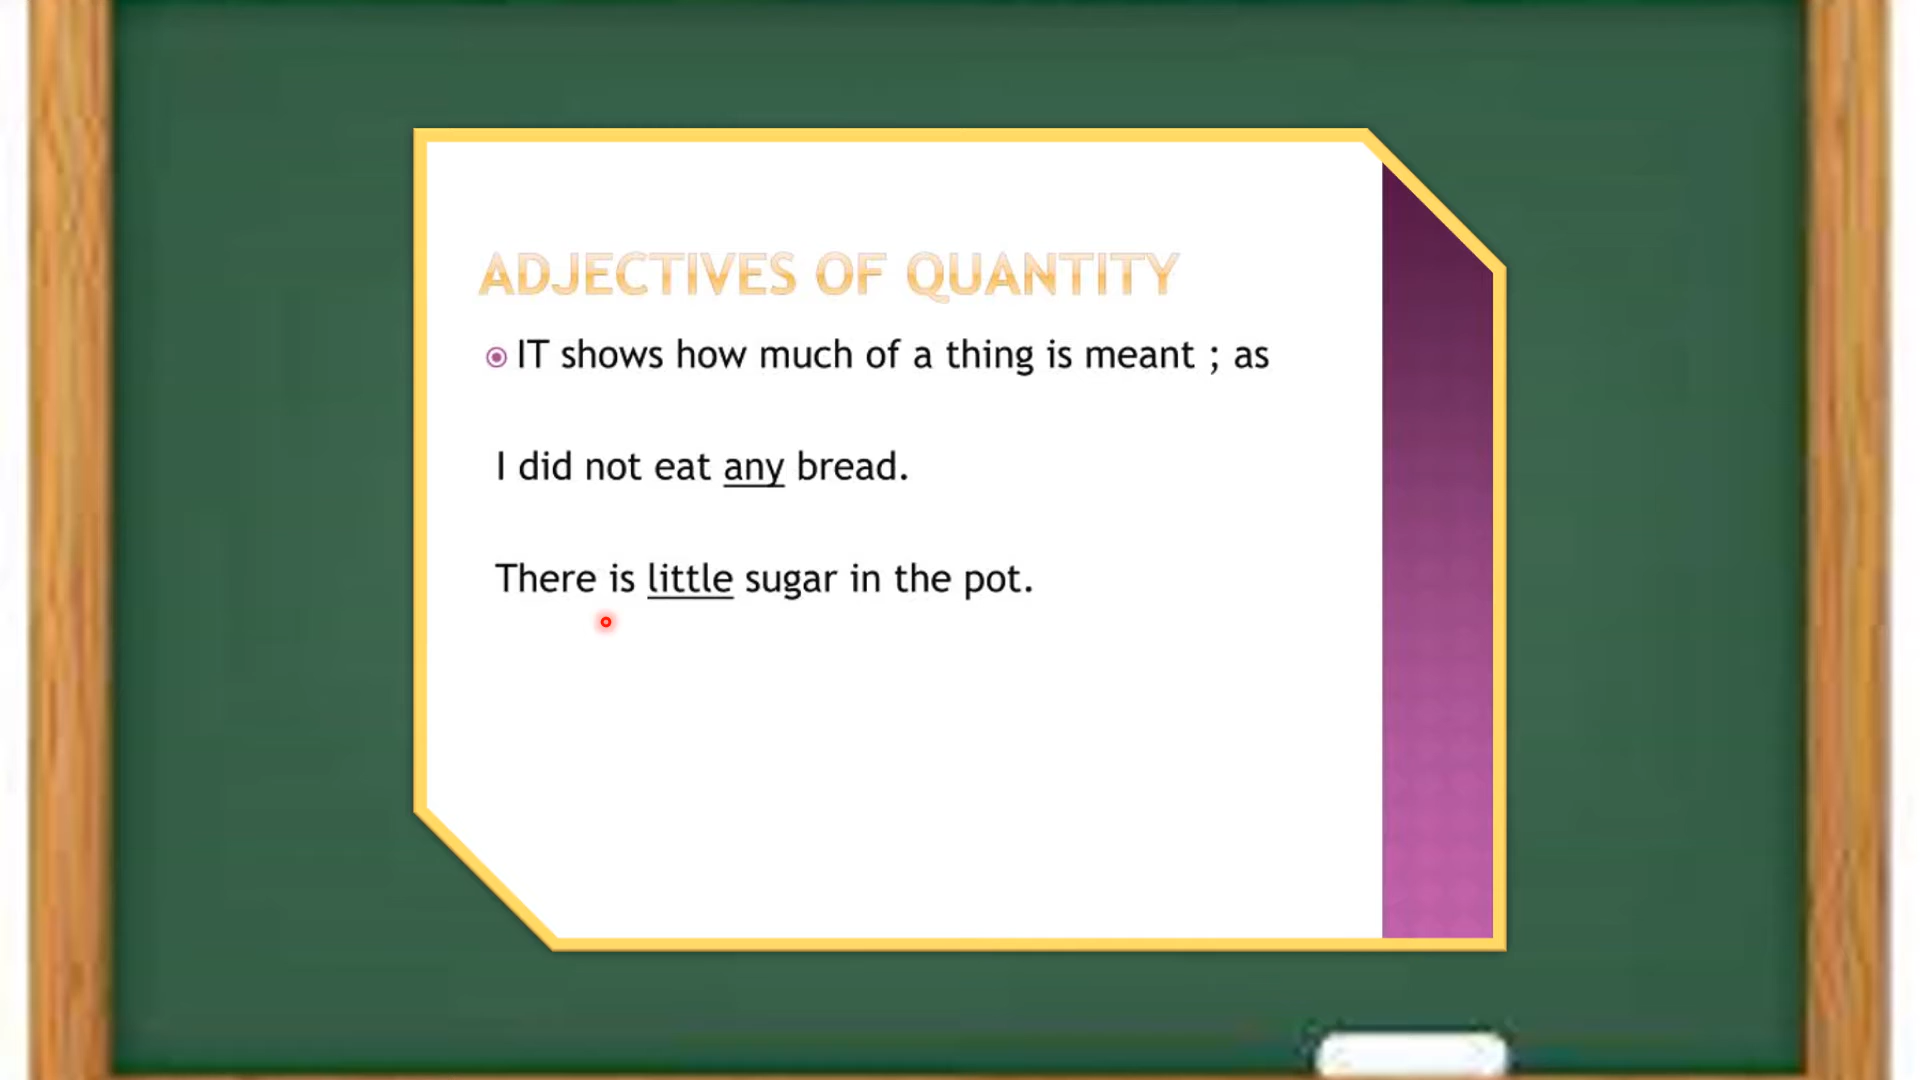 ADJECTIVES OF QUANTITY
IT shows how much of a thing is meant ; as
I did not eat any bread.
There is little sugar in the pot.